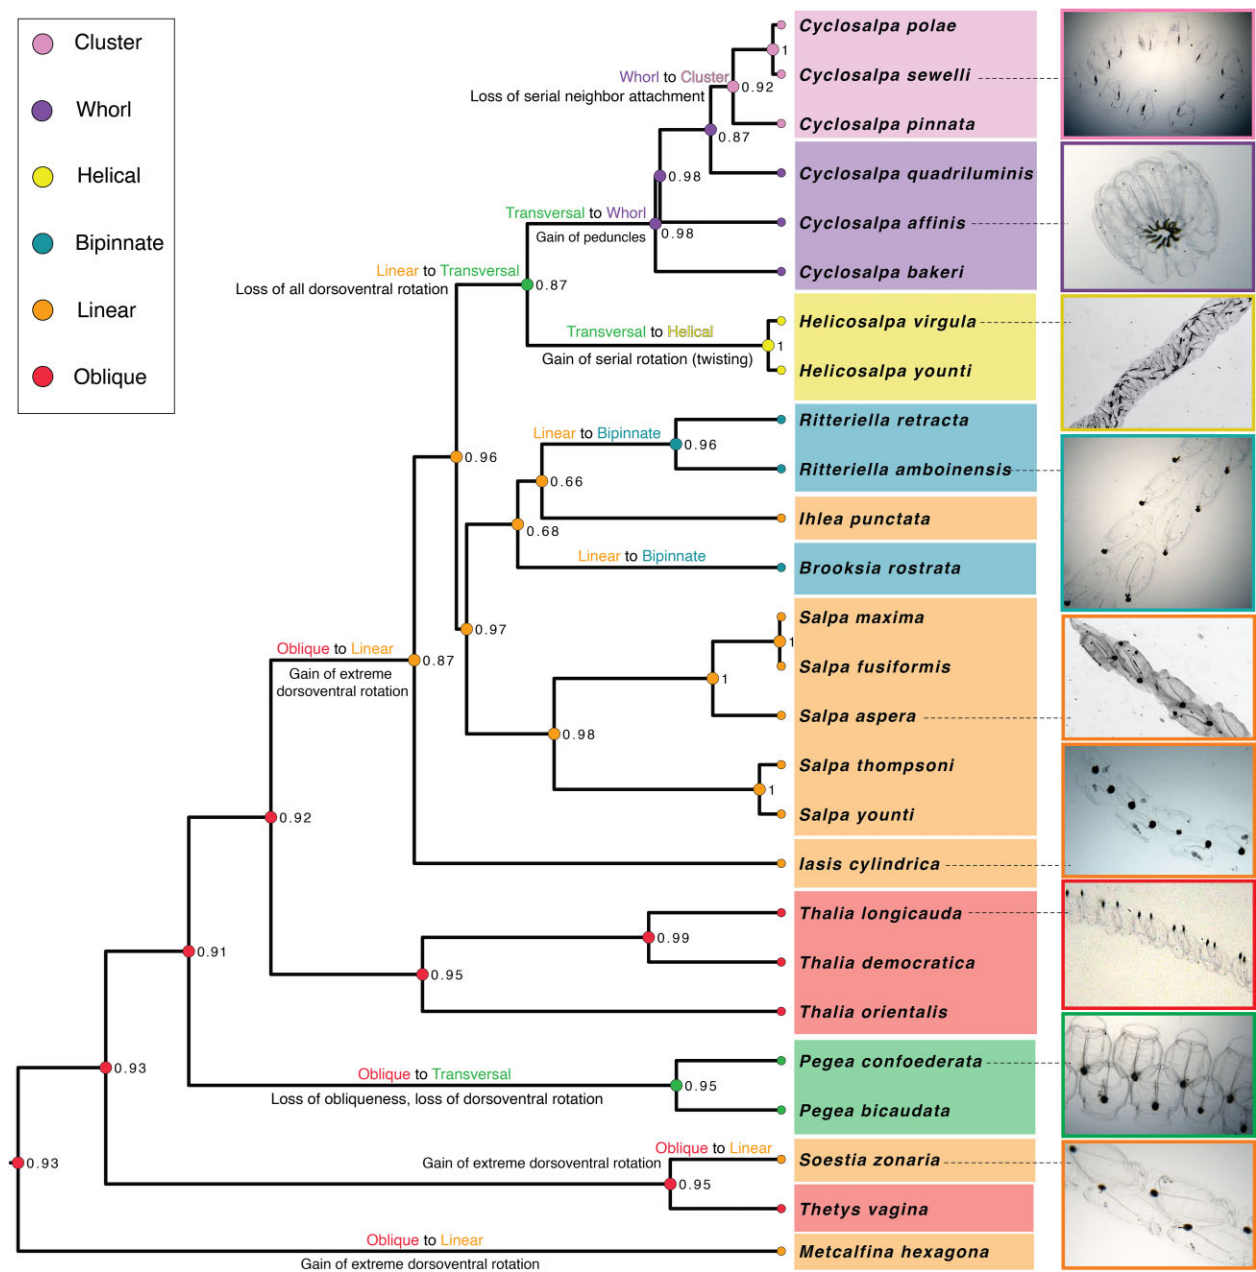 Cluster
Whorl
Helical
Bipinnate
Linear
Oblique
Whorl to Cluster
Loss of serial neighbor attachment
Transversal to Whorl
Gain of peduncles
Linear to Transversal
Loss of all dorsoventral rotation
Transversal to Helical
Gain of serial rotation (twisting)
Linear to Bipinnate
Linear to Bipinnate
Oblique to Linear
Gain of extreme
dorsoventral rotation
Oblique to Transversal
Loss of obliqueness, loss of dorsoventral rotation
Oblique to Linear
Gain of extreme dorsoventral rotation
Oblique to Linear
Gain of extreme dorsoventral rotation
1
0.92
0.87
0.98
0.98
0.87
1
0.96
0.96
0.66
0.68
0.97
1
1
0.98
1
0.87
0.92
0.99
0.95
0.91
0.95
0.93
0.95
0.93
Cyclosalpa polae
Cyclosalpa sewelli
Cyclosalpa pinnata
Cyclosalpa quadriluminis
Cyclosalpa affinis
Cyclosalpa bakeri
Helicosalpa virgula
Helicosalpa younti
Ritteriella retracta
Ritteriella amboinensis
Ihlea punctata
Brooksia rostrata
Salpa maxima
Salpa fusiformis
Salpa aspera
Salpa thompsoni
Salpa younti
Iasis cylindrica
Thalia longicauda
Thalia democratica
Thalia orientalis
Pegea confoederata
Pegea bicaudata
Soestia zonaria
Thetys vagina
Metcalfina hexagona